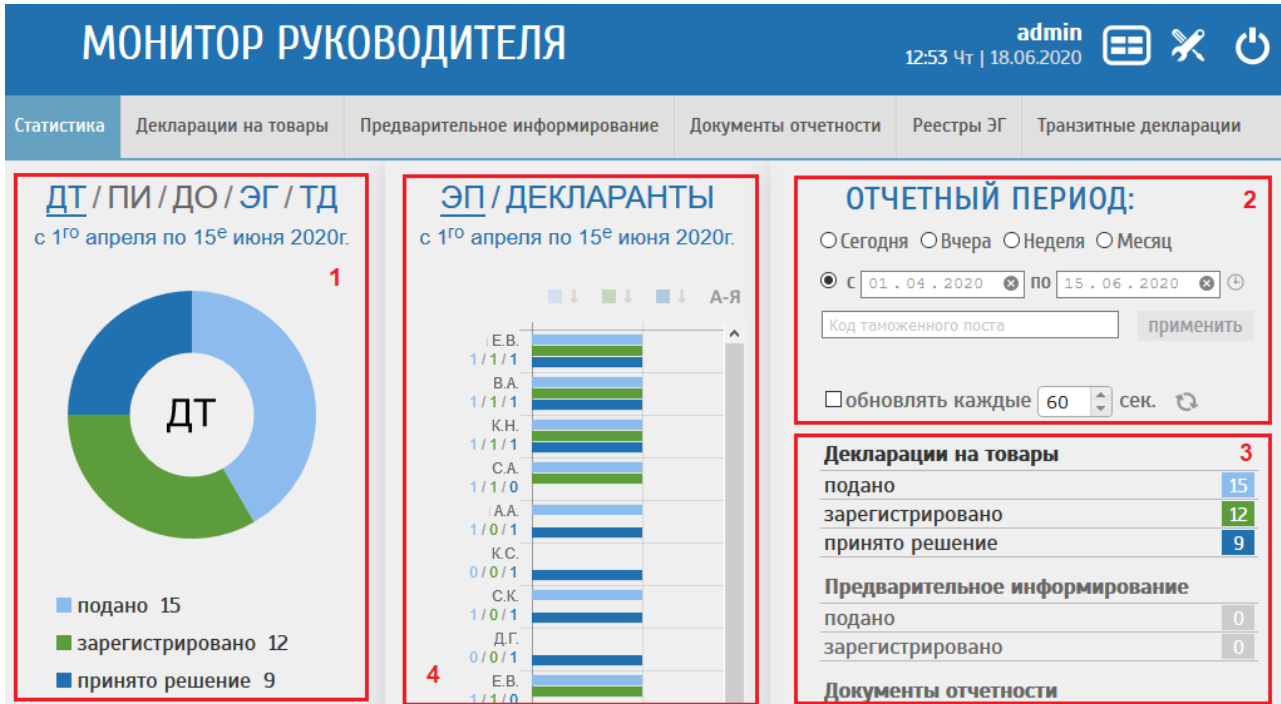 МОНИТОР РУКОВОДИТЕЛЯ
admin
12:53 Чт | 18.06.2020
Статистика
Декларации на товары
Предварительное информирование
Документы отчетности
Реестры ЭГ
Транзитные декларации
ДТ / ПИ / ДО / ЭГ / ТД
с 1го апреля по 15е июня 2020г.
1
ДТ
подано 15
зарегистрировано 12
принято решение 9
ЭП / ДЕКЛАРАНТЫ
с 1го апреля по 15е июня 2020г.
А-Я
Е.В.
1 / 1 / 1
В.А.
1 / 1 / 1
К.Н.
1 / 1 / 1
С.А.
1 / 1 / 0
А.А.
1 / 0 / 1
К.С.
0 / 0 / 1
С.К.
1 / 0 / 1
Д.Г.
0 / 0 / 1
Е.В.
1 / 1 / 0
4
ОТЧЕТНЫЙ ПЕРИОД:
2
Сегодня Вчера Неделя Месяц
с 01 . 04 . 2020 по 15 . 06 . 2020
Код таможенного поста применить
обновлять каждые 60 сек.
Декларации на товары
3
подано 15
зарегистрировано 12
принято решение 9
Предварительное информирование
подано 0
зарегистрировано 0
Документы отчетности